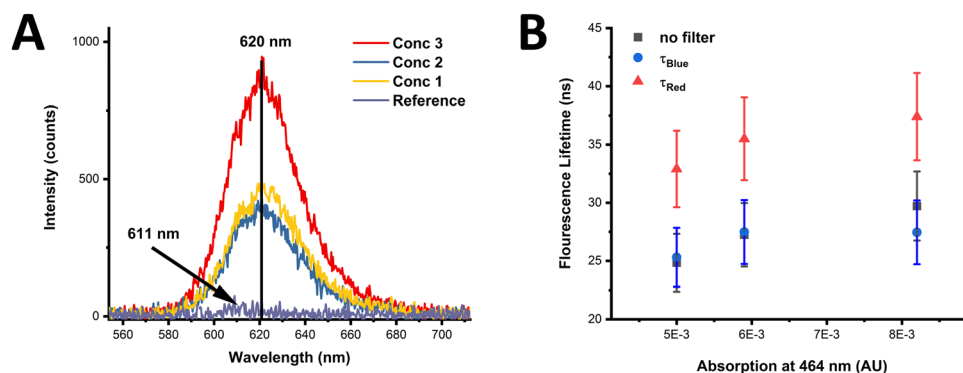 A
1000
500
0
560
580
600
620
640
660
680
700
Intensity (counts)
Wavelength (nm)
620 nm
611 nm
Conc 3
Conc 2
Conc 1
Reference
B
45
40
35
30
25
20
5E-3
6E-3
7E-3
8E-3
Flourescence Lifetime (ns)
Absorption at 464 nm (AU)
no filter
τBlue
τRed